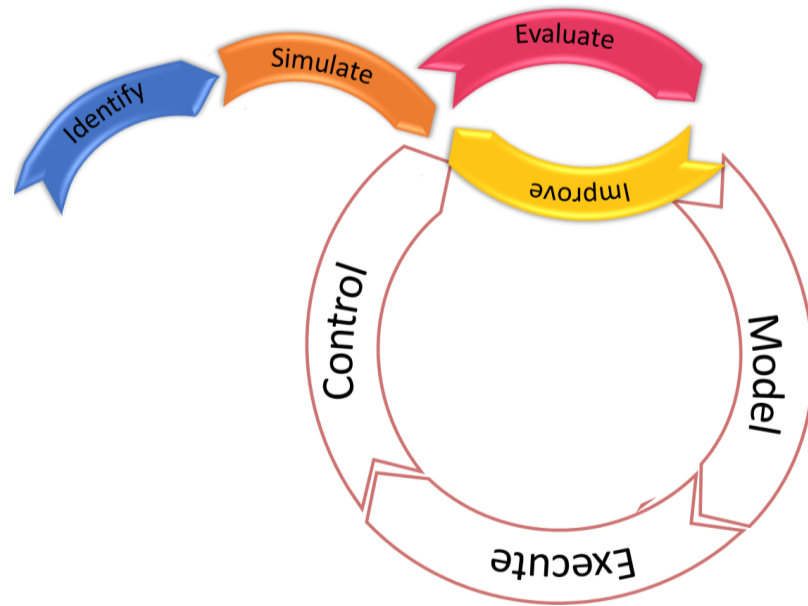 Identify
Simulate
Evaluate
Improve
Model
Execute
Control